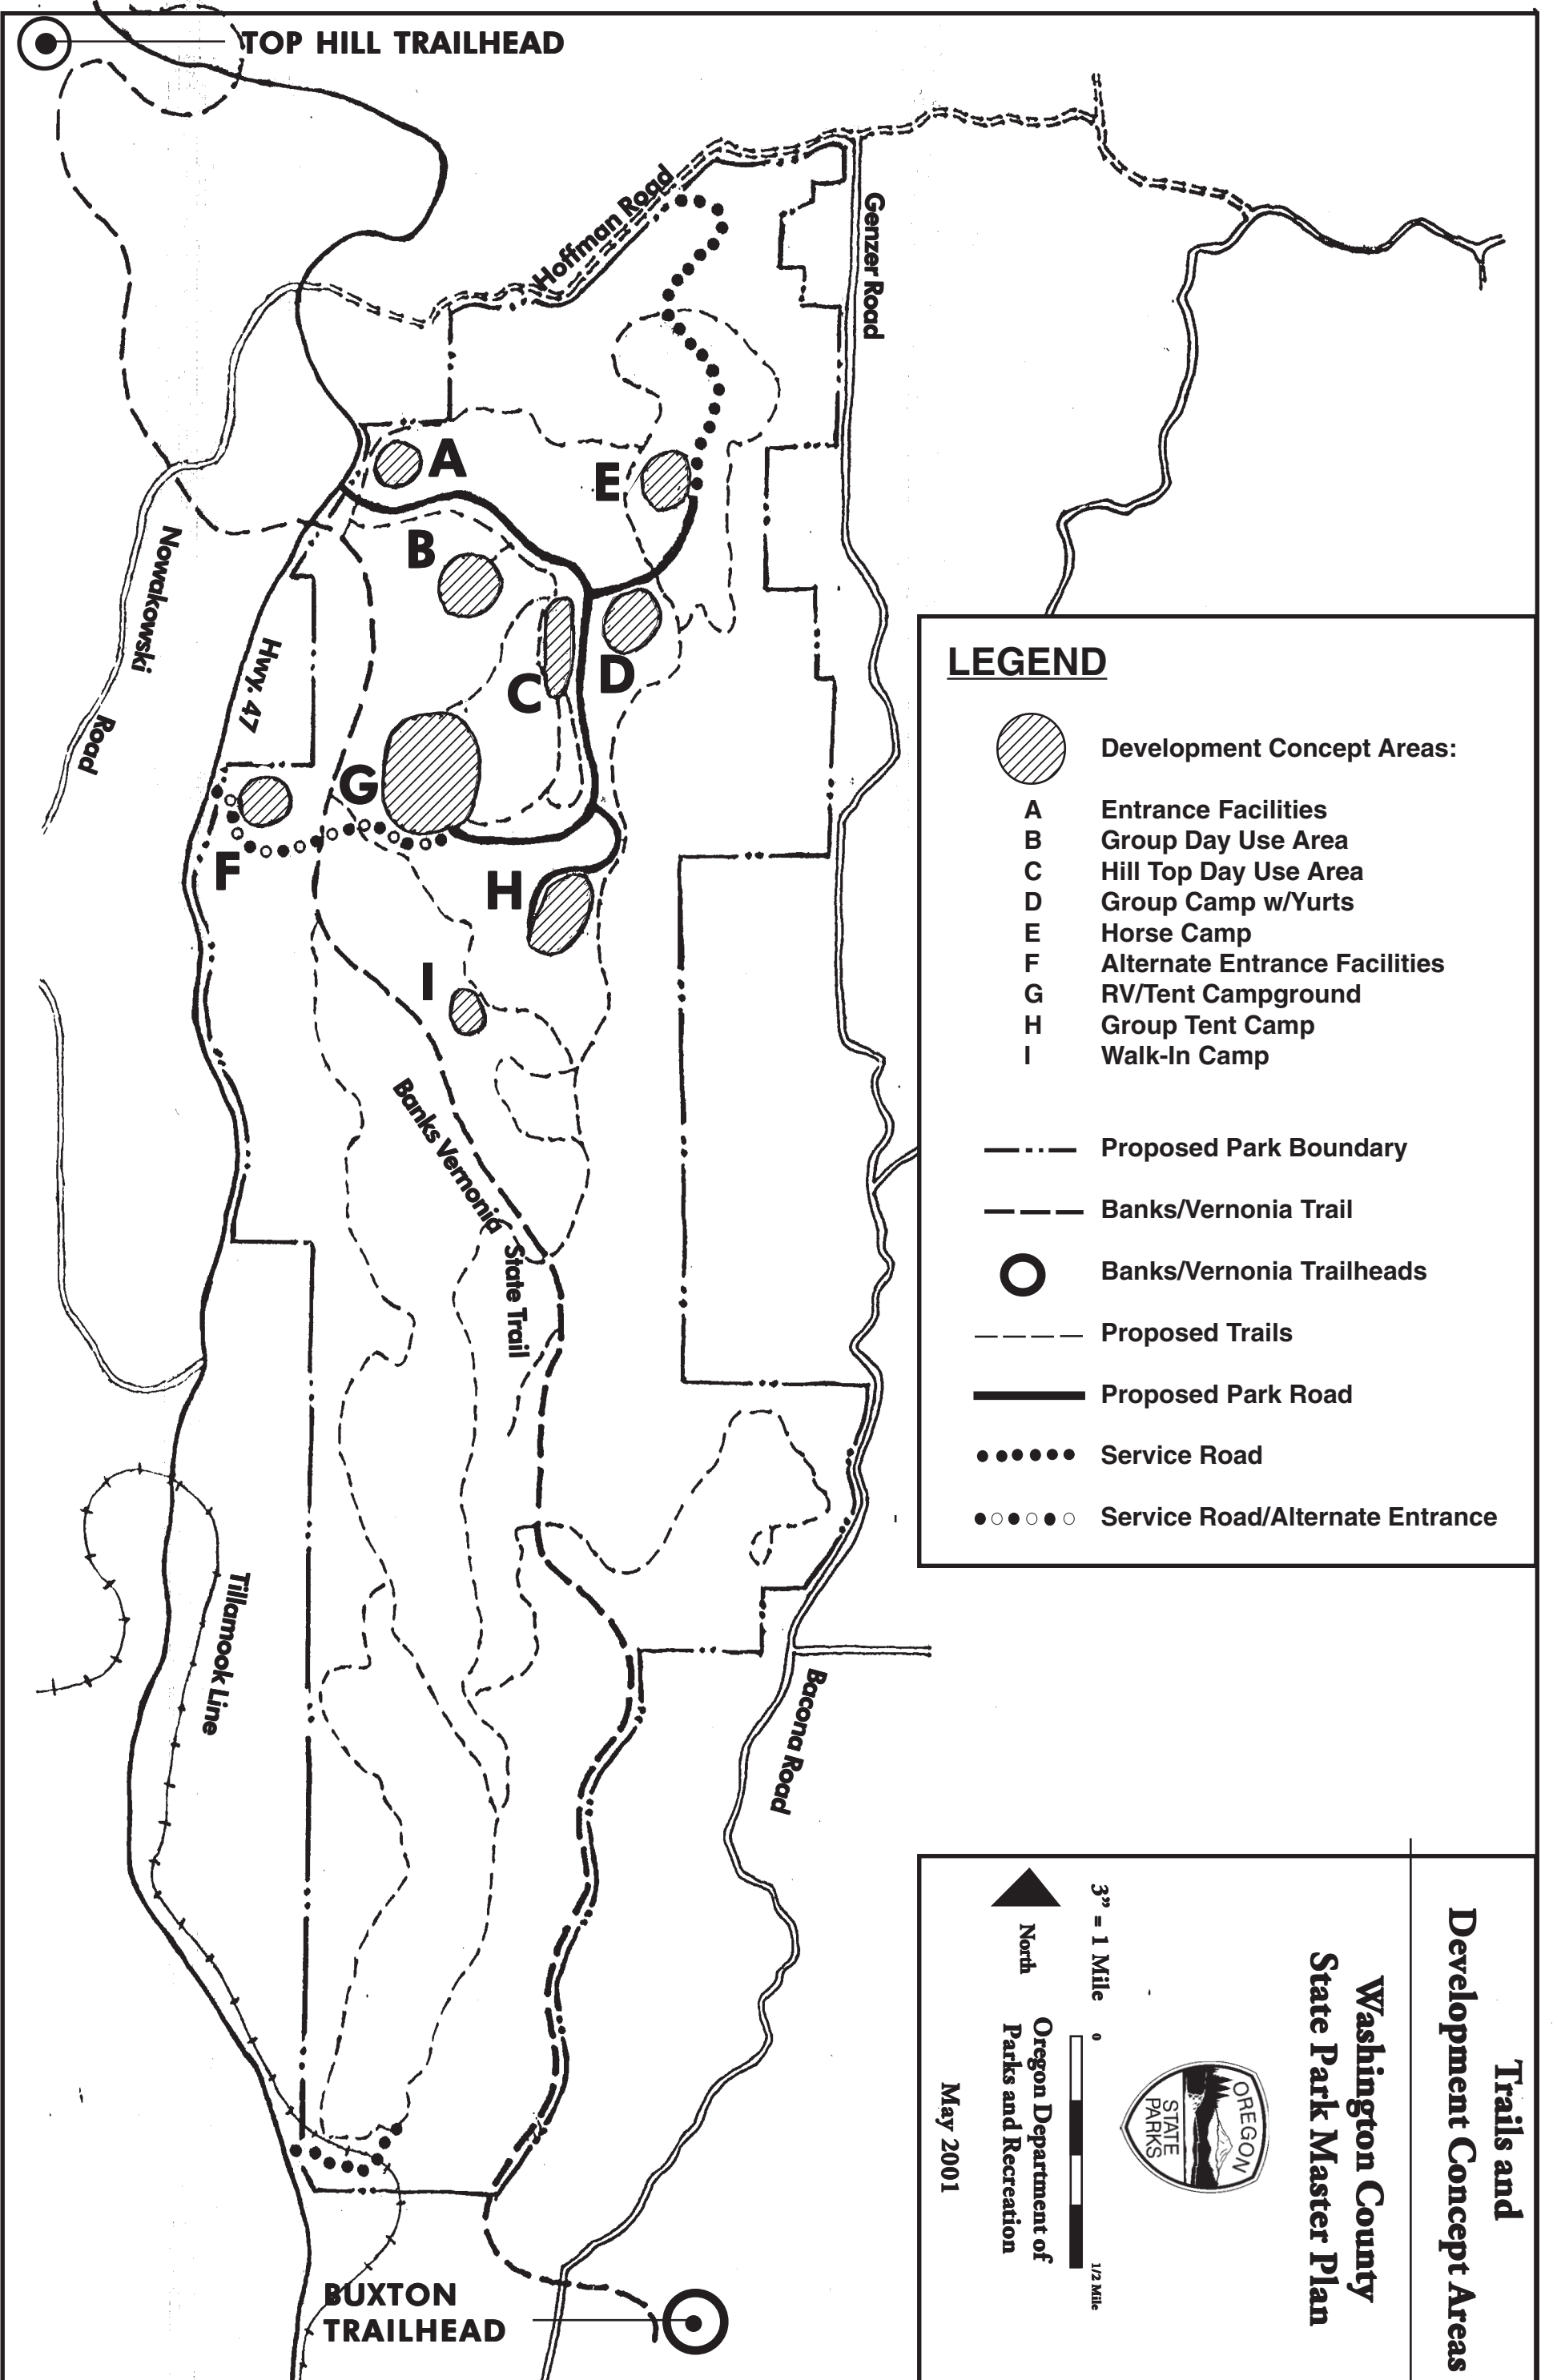 TOP HILL TRAILHEAD
Hoffman Road
Genzer Road
A
E
B
Nowakowski
Road
Hwy. 47
C
D
G
F
H
I
Banks Vernonia
State Trail
Tillamook Line
Bacona Road
BUXTON
TRAILHEAD
LEGEND
Development Concept Areas:
A Entrance Facilities
B Group Day Use Area
C Hill Top Day Use Area
D Group Camp w/Yurts
E Horse Camp
F Alternate Entrance Facilities
G RV/Tent Campground
H Group Tent Camp
I Walk-In Camp
Proposed Park Boundary
Banks/Vernonia Trail
Banks/Vernonia Trailheads
Proposed Trails
Proposed Park Road
Service Road
Service Road/Alternate Entrance
Trails and
Development Concept Areas
Washington County
State Park Master Plan
OREGON
STATE
PARKS
3" = 1 Mile
0
1/2 Mile
North
Oregon Department of
Parks and Recreation
May 2001